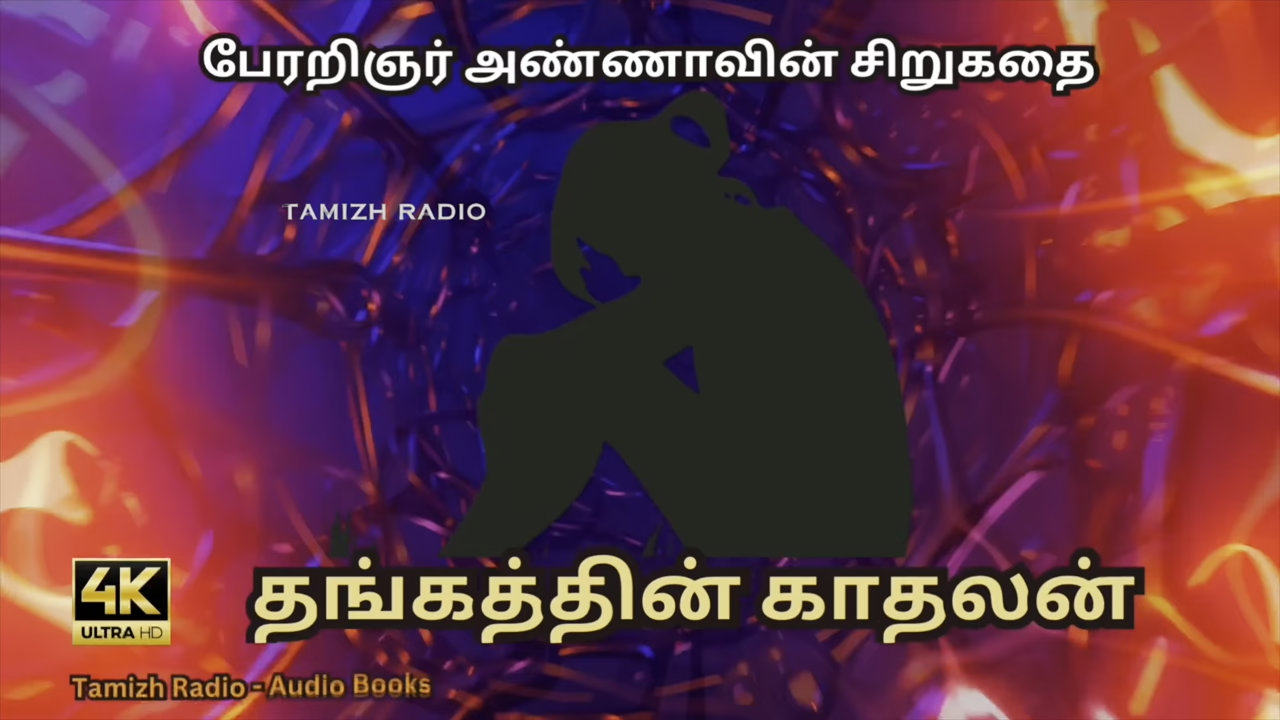 பேரறிஞர் அண்ணாவின் சிறுகதை
TAMIZH RADIO
4K
ULTRA HD
தங்கத்தின் காதலன்
Tamizh Radio - Audio Books